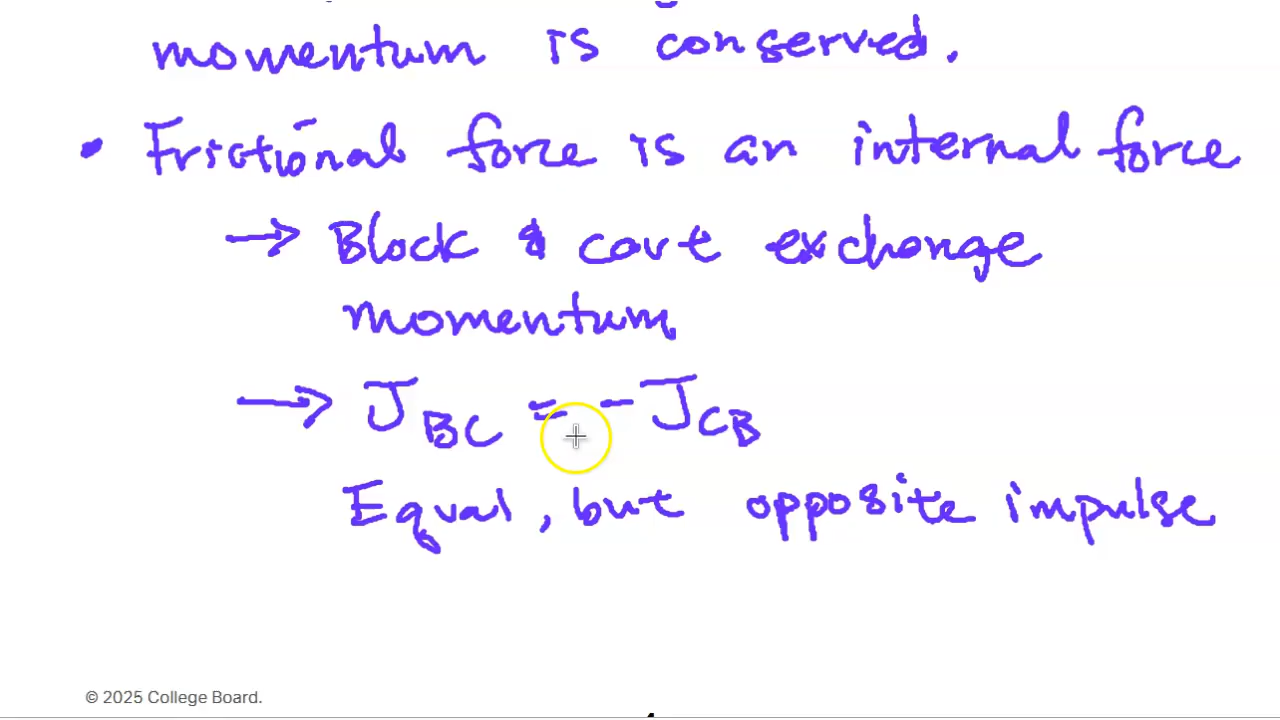 momentum is conserved.
• Frictional force is an internal force
→ Block & cart exchange
momentum
→ J_BC = - J_CB
Equal, but opposite impulse
© 2025 College Board.